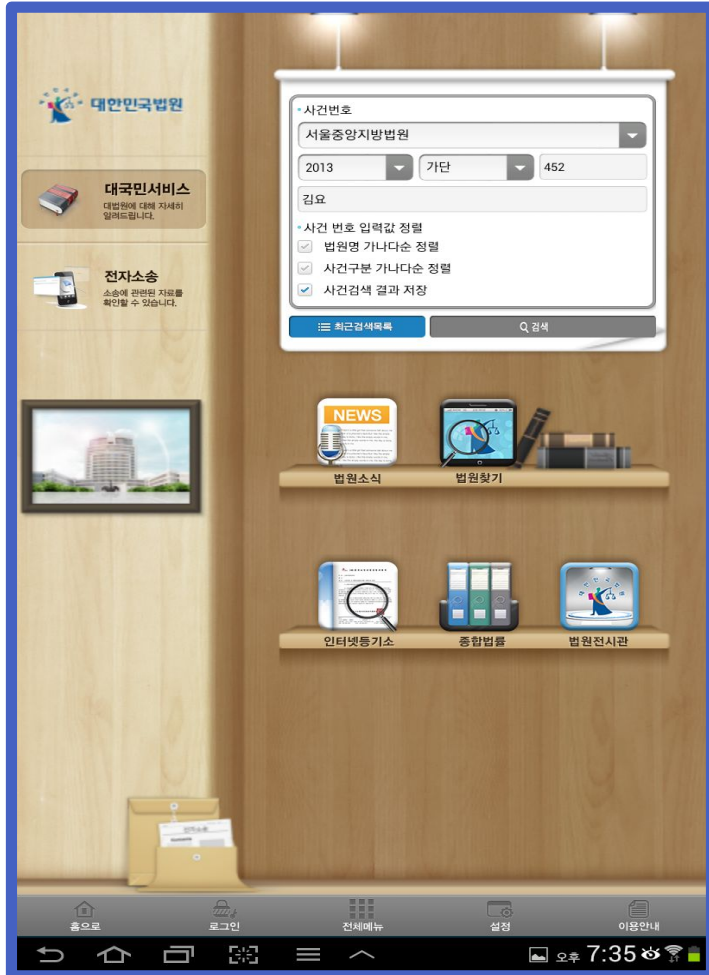 대한민국법원
대국민서비스
대법원에 대해 자세히
알려드립니다.
전자소송
소송에 관련된 자료를
확인할 수 있습니다.
사건번호
서울중앙지방법원
2013
가단
452
김요
사건 번호 입력값 정렬
법원명 가나다순 정렬
사건구분 가나다순 정렬
사건검색 결과 저장
최근검색목록
검색
NEWS
법원소식
법원찾기
인터넷등기소
종합법률
법원전시관
전자소송
홈으로
로그인
전체메뉴
설정
이용안내
오후 7:35